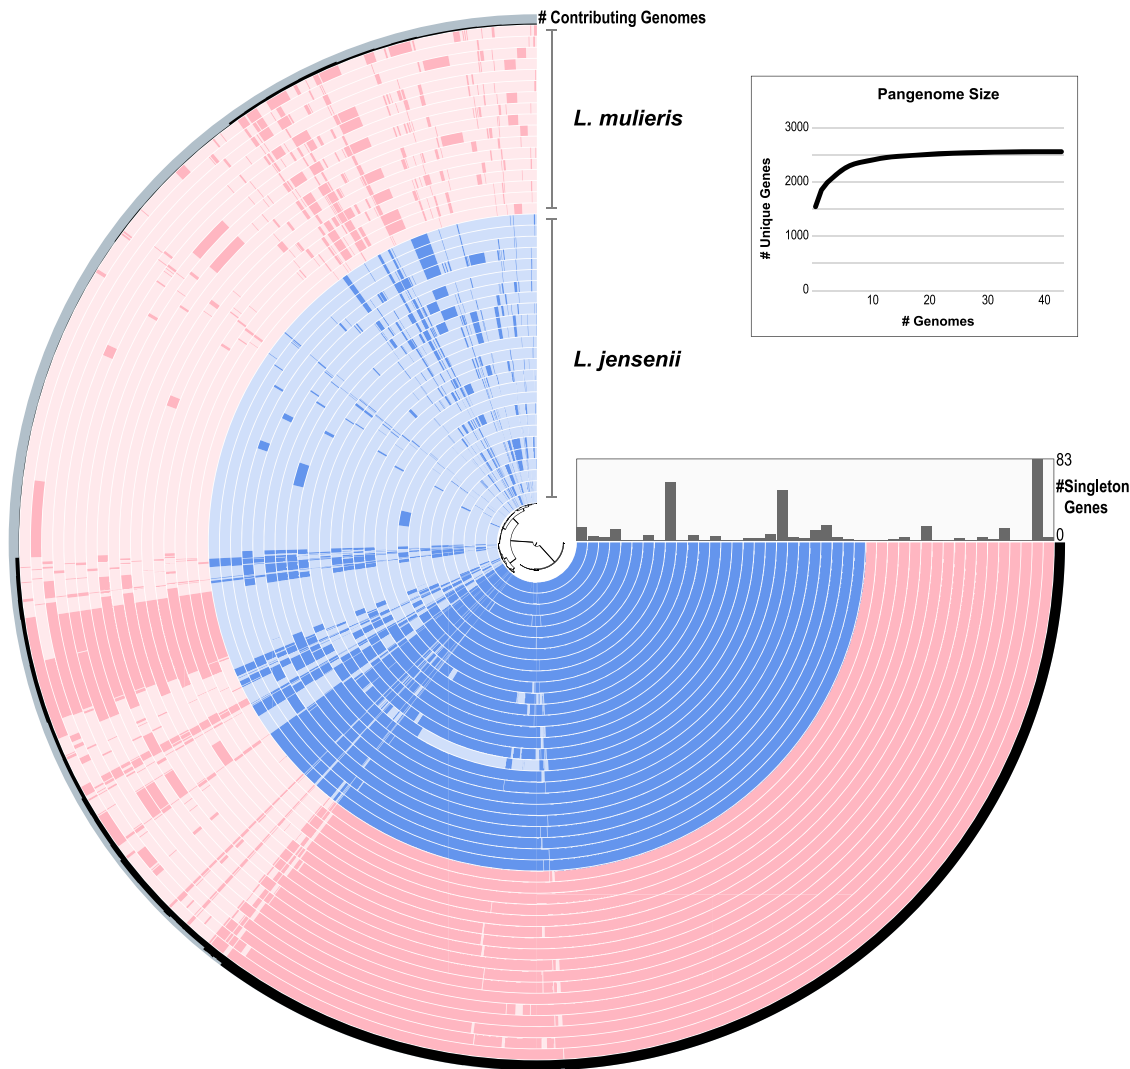 # Contributing Genomes
L. mulieris
Pangenome Size
3000
2000
1000
0
# Unique Genes
10 20 30 40
# Genomes
L. jensenii
83
#Singleton
Genes
0